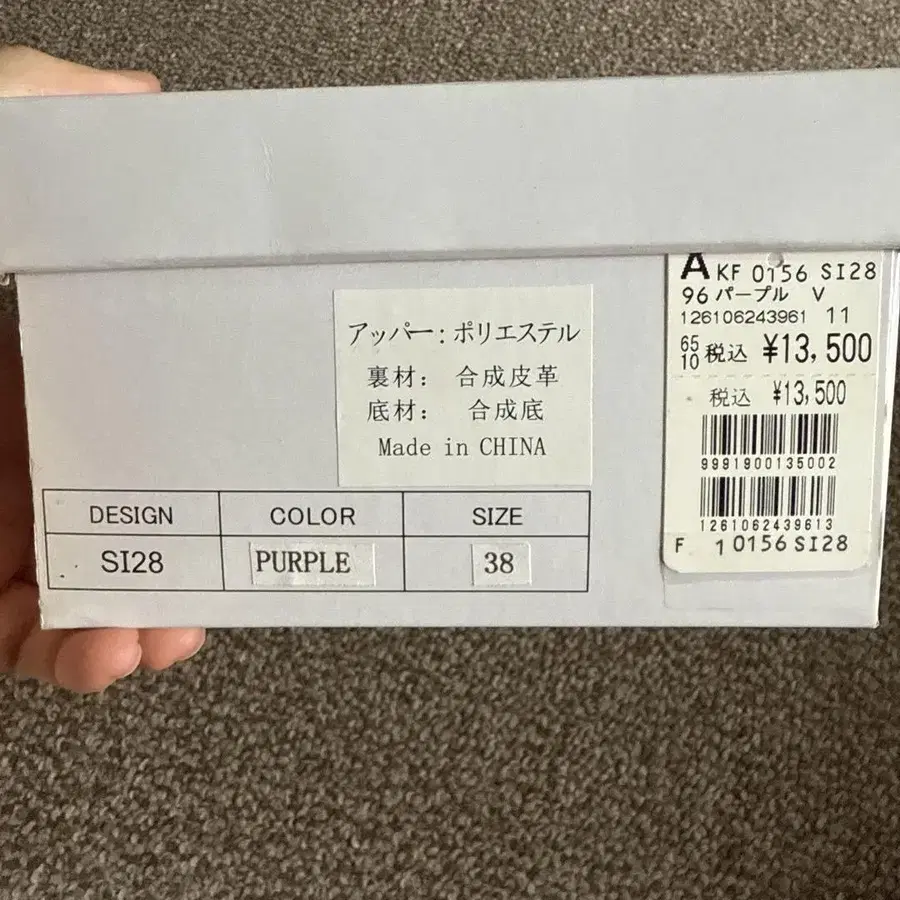 アッパー：ポリエステル
裏材： 合成皮革
底材： 合成底
Made in CHINA
DESIGN COLOR SIZE
SI28 PURPLE 38
A KF 0156 SI28
96 パープル V
126106243961 11
65
10 税込 ¥13,500
税込 ¥13,500
9991900135002
1261062439613
F 10156 SI28